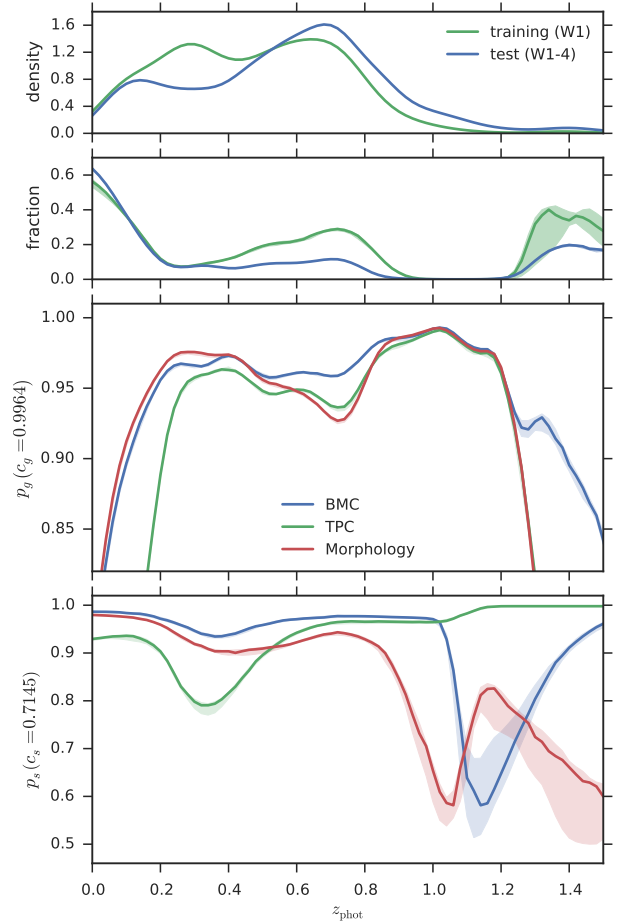 density
1.6
1.2
0.8
0.4
0.0
training (W1)
test (W1-4)
fraction
0.6
0.4
0.2
0.0
p_g(c_g=0.9964)
1.00
0.95
0.90
0.85
BMC
TPC
Morphology
p_s(c_s=0.7145)
1.0
0.9
0.8
0.7
0.6
0.5
0.0 0.2 0.4 0.6 0.8 1.0 1.2 1.4
z_phot